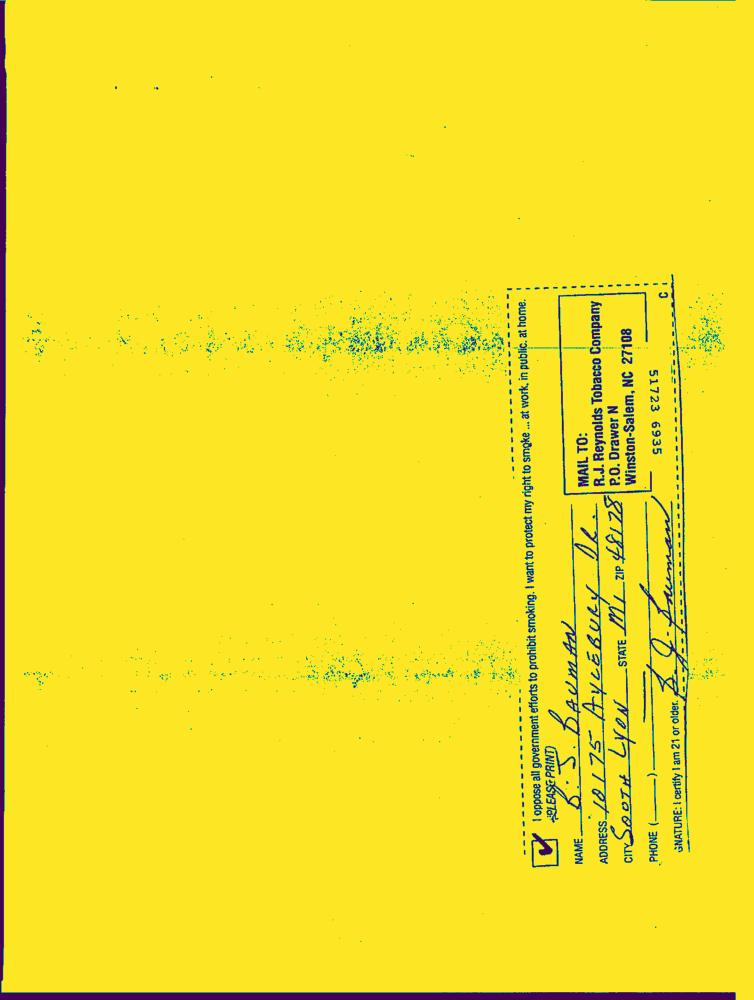 I oppose all government efforts to prohibit smoking. I want to protect my right to smoke ... at work, in public, at home.
(PLEASE PRINT)
NAME B. J. BAUMAN
ADDRESS 10175 AYLEBURY DR.
CITY SOUTH LYON STATE MI ZIP 48178
PHONE ( )
GNATURE: I certify I am 21 or older. B. J. Bauman
MAIL TO:
R.J. Reynolds Tobacco Company
P.O. Drawer N
Winston-Salem, NC 27108
51723 6935
C